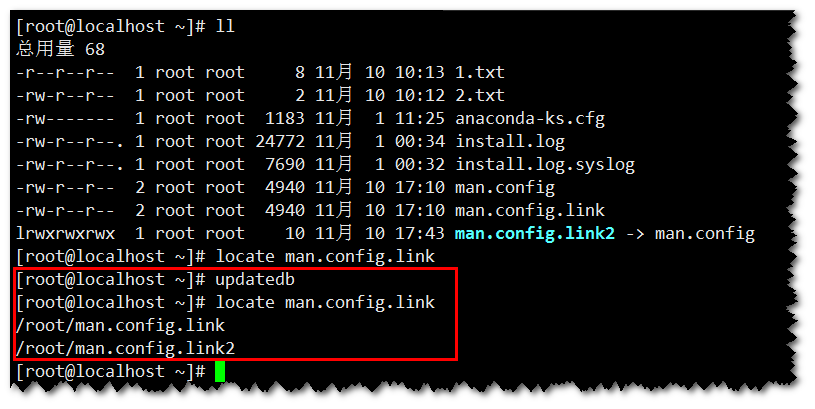 [root@localhost ~]# ll
总用量 68
-r--r--r--  1 root root     8 11月 10 10:13 1.txt
-rw-r--r--  1 root root     2 11月 10 10:12 2.txt
-rw-------  1 root root  1183 11月  1 11:25 anaconda-ks.cfg
-rw-r--r--. 1 root root 24772 11月  1 00:34 install.log
-rw-r--r--. 1 root root  7690 11月  1 00:32 install.log.syslog
-rw-r--r--  2 root root  4940 11月 10 17:10 man.config
-rw-r--r--  2 root root  4940 11月 10 17:10 man.config.link
lrwxrwxrwx  1 root root    10 11月 10 17:43 man.config.link2 -> man.config
[root@localhost ~]# locate man.config.link
[root@localhost ~]# updatedb
[root@localhost ~]# locate man.config.link
/root/man.config.link
/root/man.config.link2
[root@localhost ~]#